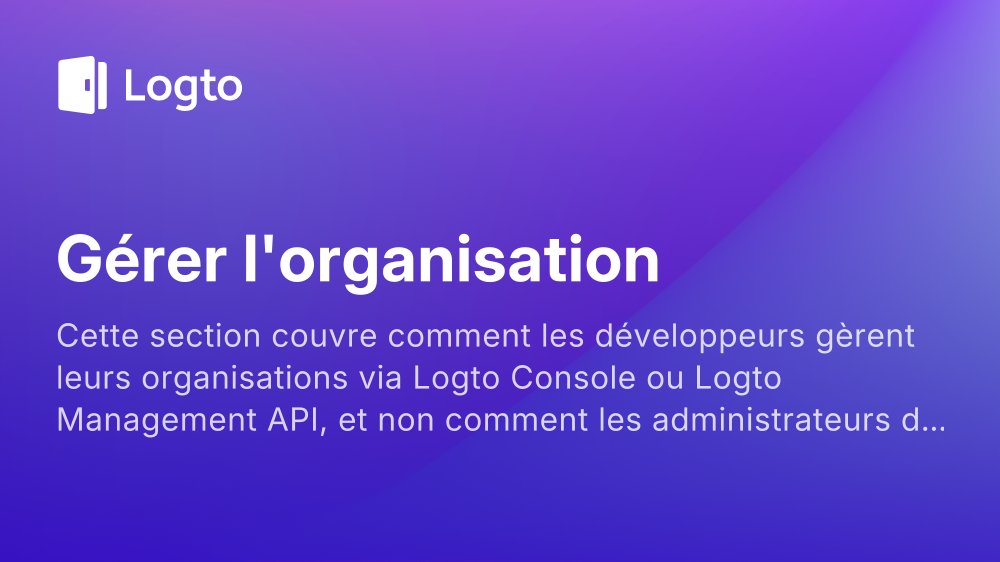 Logto
Gérer l'organisation
Cette section couvre comment les développeurs gèrent
leurs organisations via Logto Console ou Logto
Management API, et non comment les administrateurs d...